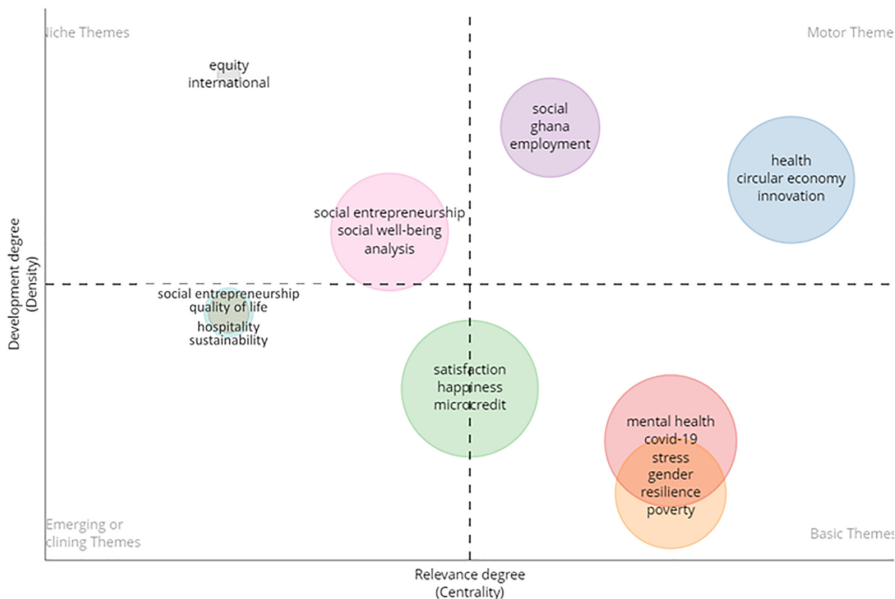 Niche Themes
Motor Theme
equity
international
social
ghana
employment
health
circular economy
innovation
social entrepreneurship
social well-being
analysis
Development degree
(Density)
social entrepreneurship
quality of life
hospitality
sustainability
satisfaction
happiness
microcredit
mental health
covid-19
stress
gender
resilience
poverty
Emerging or
clining Themes
Basic Themes
Relevance degree
(Centrality)